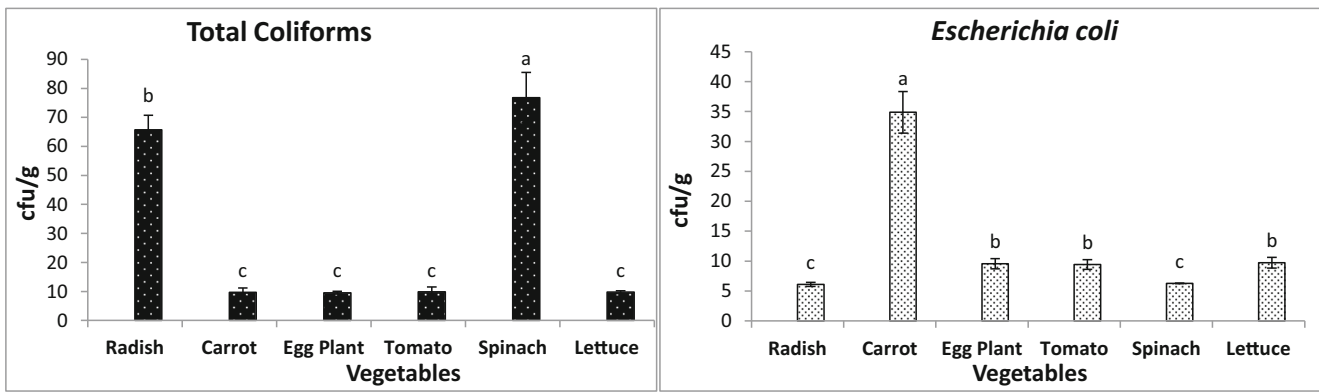 Total Coliforms
90
80
70
60
50
40
30
20
10
0
cfu/g
b
c
c
c
a
c
Radish Carrot Egg Plant Tomato Spinach Lettuce
Vegetables
Escherichia coli
45
40
35
30
25
20
15
10
5
0
cfu/g
c
a
b
b
c
b
Radish Carrot Egg Plant Tomato Spinach Lettuce
Vegetables